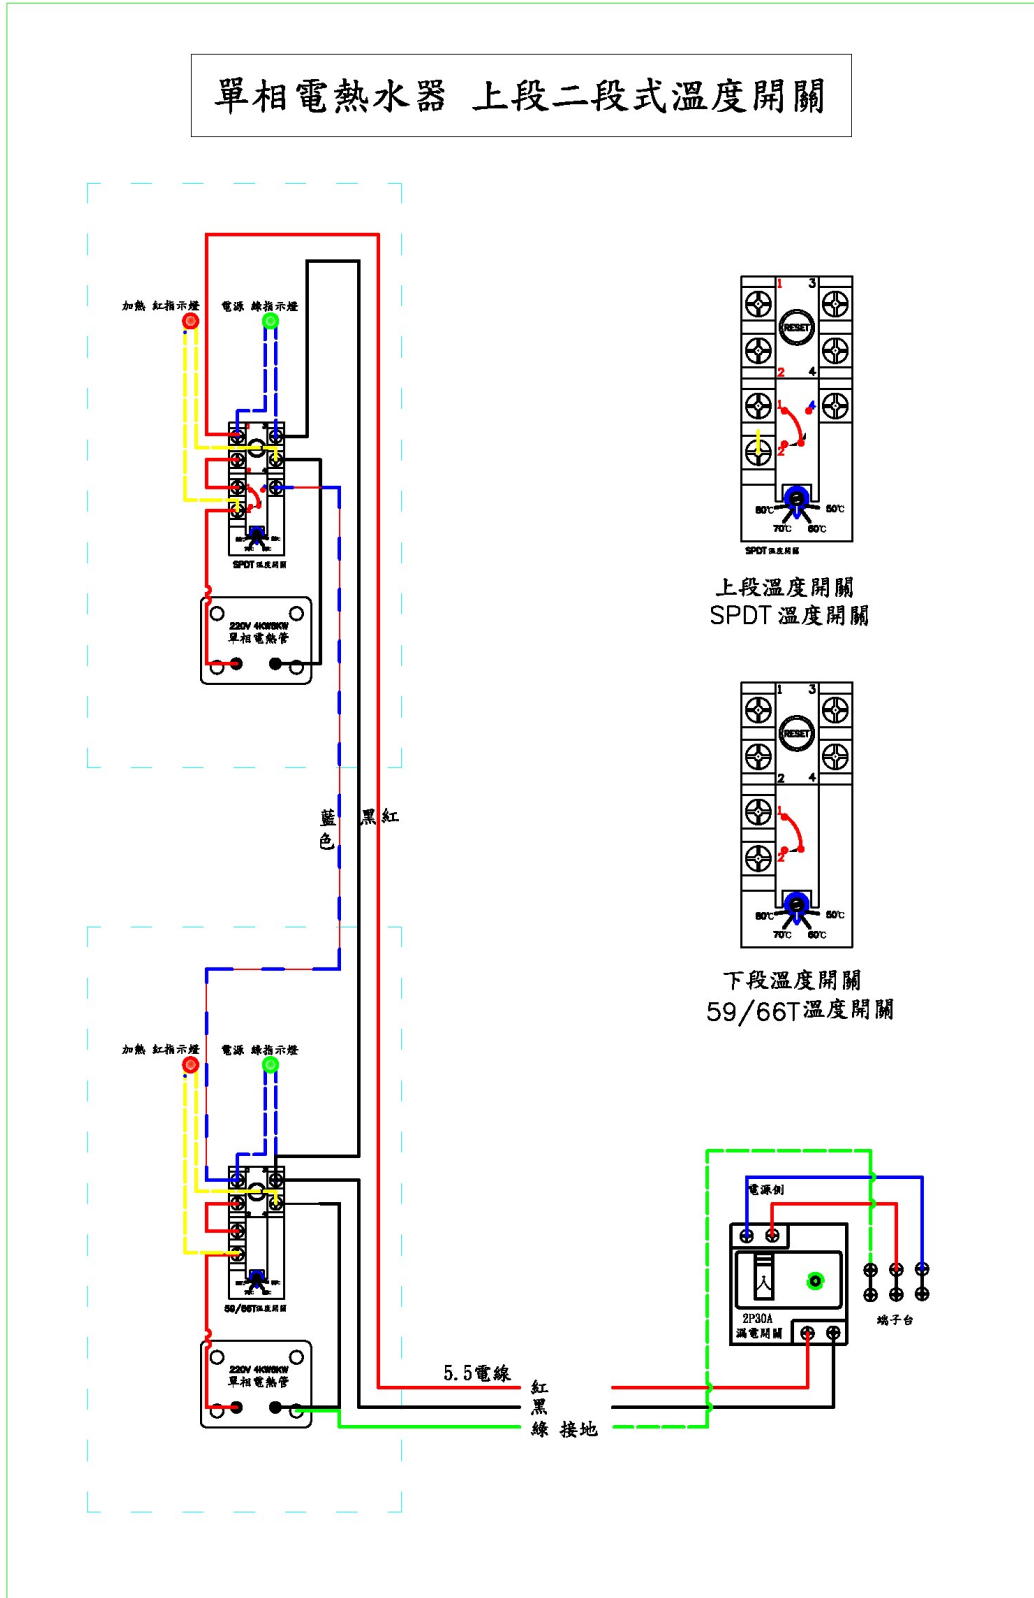 單相電熱水器 上段二段式溫度開關
加熱 紅指示燈
電源 綠指示燈
1 3
RESET
2 4
1 4
2
80℃ 50℃
70℃ 60℃
SPDT 溫度開關
上段溫度開關
SPDT 溫度開關
SPDT 溫度開關
220V 4KW6KW
單相電熱管
1 3
RESET
2 4
1
2
80℃ 50℃
70℃ 60℃
下段溫度開關
59/66T溫度開關
藍色
黑
紅
加熱 紅指示燈
電源 綠指示燈
59/66T溫度開關
220V 4KW6KW
單相電熱管
電源側
入
2P30A
漏電開關
端子台
5.5電線
紅
黑
綠 接地